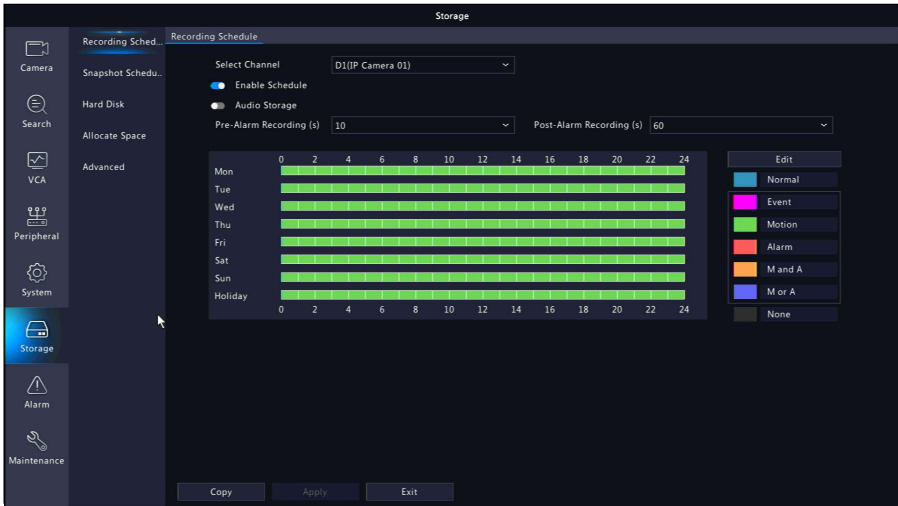 Storage
Camera
Search
VCA
Peripheral
System
Storage
Alarm
Maintenance
Recording Sched...
Snapshot Schedu..
Hard Disk
Allocate Space
Advanced
Recording Schedule
Select Channel D1(IP Camera 01)
Enable Schedule
Audio Storage
Pre-Alarm Recording (s) 10 Post-Alarm Recording (s) 60
0 2 4 6 8 10 12 14 16 18 20 22 24
Mon
Tue
Wed
Thu
Fri
Sat
Sun
Holiday
0 2 4 6 8 10 12 14 16 18 20 22 24
Edit
Normal
Event
Motion
Alarm
M and A
M or A
None
Copy Apply Exit